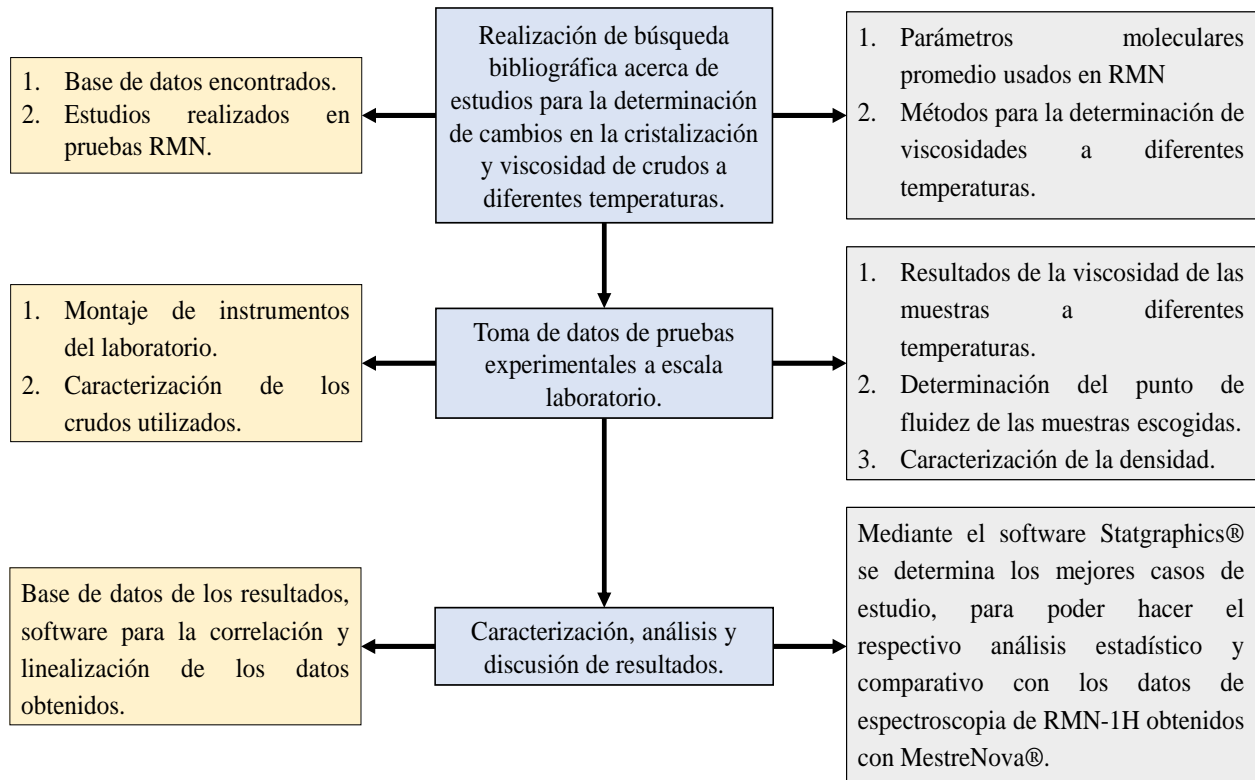 Realización de búsqueda
bibliográfica acerca de
estudios para la determinación
de cambios en la cristalización
y viscosidad de crudos a
diferentes temperaturas.
1. Base de datos encontrados.
2. Estudios realizados en
pruebas RMN.
1. Parámetros moleculares
promedio usados en RMN
2. Métodos para la determinación de
viscosidades a diferentes
temperaturas.
Toma de datos de pruebas
experimentales a escala
laboratorio.
1. Montaje de instrumentos
del laboratorio.
2. Caracterización de los
crudos utilizados.
1. Resultados de la viscosidad de las
muestras a diferentes
temperaturas.
2. Determinación del punto de
fluidez de las muestras escogidas.
3. Caracterización de la densidad.
Caracterización, análisis y
discusión de resultados.
Base de datos de los resultados,
software para la correlación y
linealización de los datos
obtenidos.
Mediante el software Statgraphics®
se determina los mejores casos de
estudio, para poder hacer el
respectivo análisis estadístico y
comparativo con los datos de
espectroscopia de RMN-1H obtenidos
con MestreNova®.